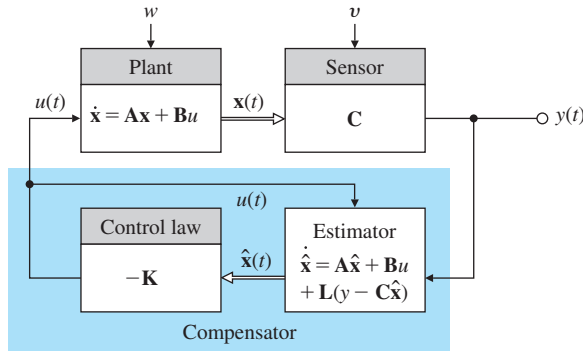 w
υ
Plant
Sensor
u(t)
ẋ = Ax + Bu
x(t)
C
y(t)
u(t)
Control law
Estimator
−K
x̂(t)
x̂̇ = Ax̂ + Bu
+ L(y − Cx̂)
Compensator